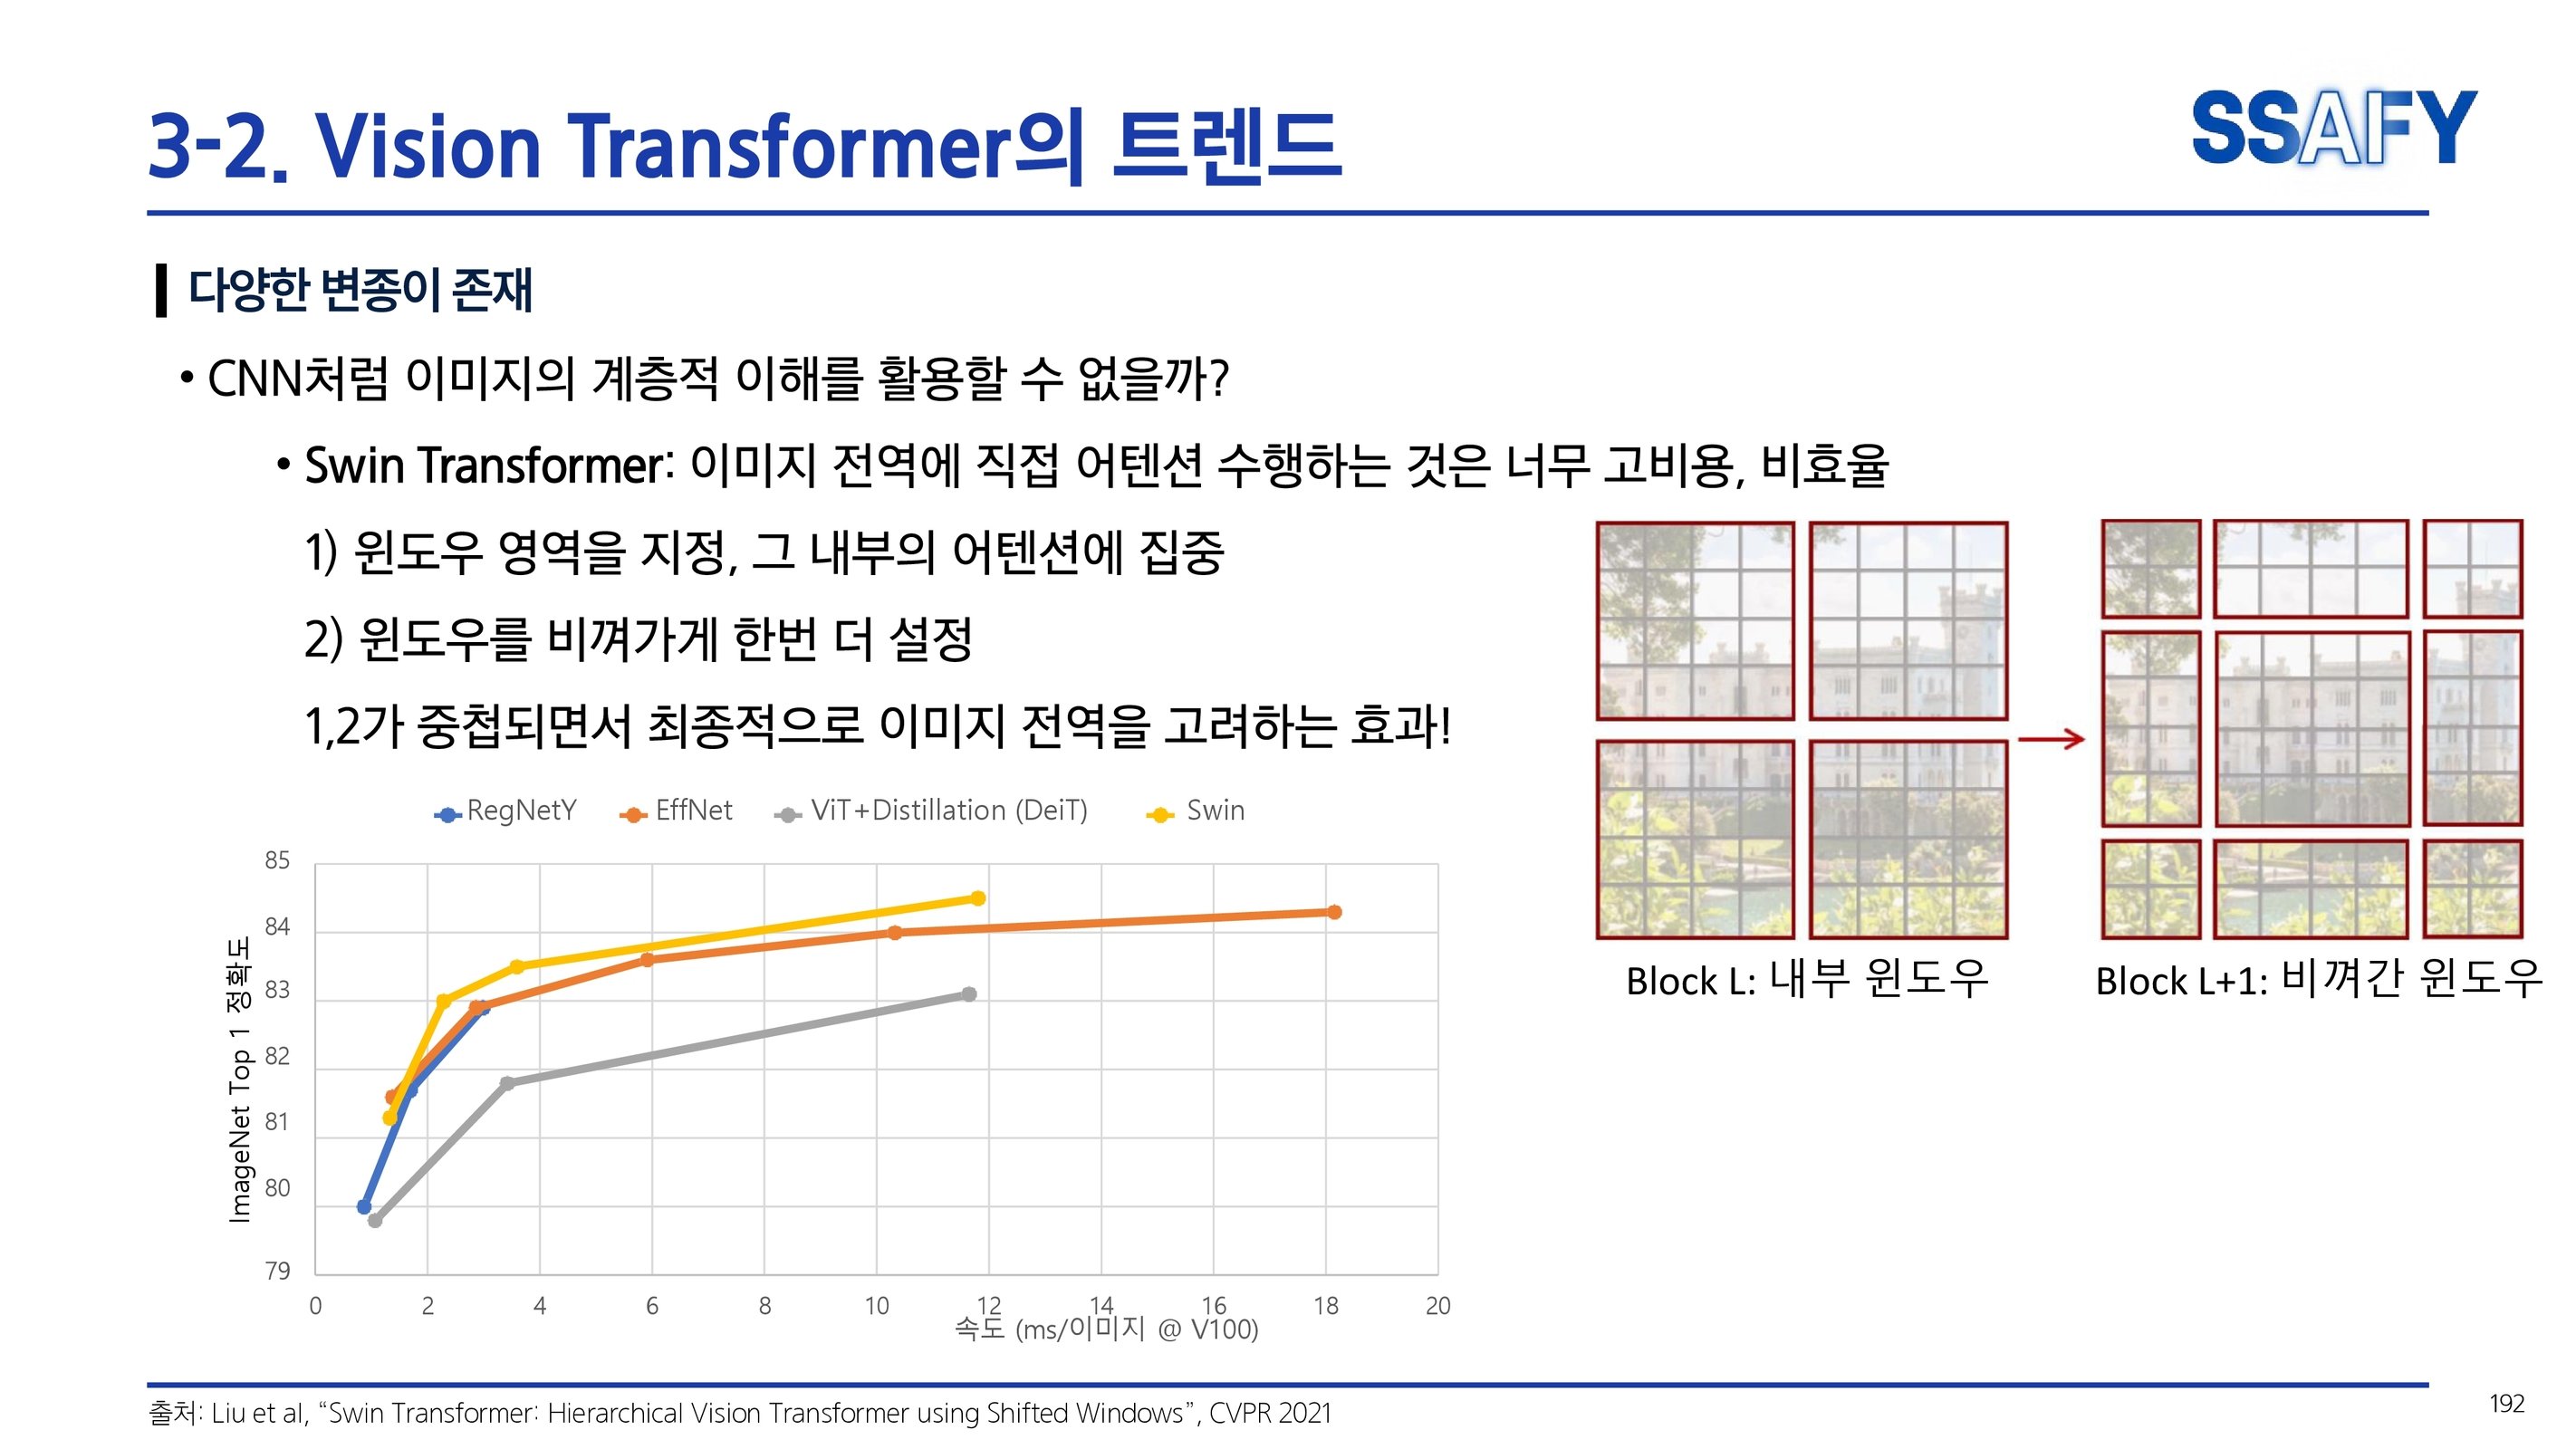 3-2. Vision Transformer의 트렌드
SSAFY
다양한 변종이 존재
• CNN처럼 이미지의 계층적 이해를 활용할 수 없을까?
• Swin Transformer: 이미지 전역에 직접 어텐션 수행하는 것은 너무 고비용, 비효율
1) 윈도우 영역을 지정, 그 내부의 어텐션에 집중
2) 윈도우를 비껴가게 한번 더 설정
1,2가 중첩되면서 최종적으로 이미지 전역을 고려하는 효과!
RegNetY EffNet ViT+Distillation (DeiT) Swin
ImageNet Top 1 정확도
85
84
83
82
81
80
79
0 2 4 6 8 10 12 14 16 18 20
속도 (ms/이미지 @ V100)
Block L: 내부 윈도우
Block L+1: 비껴간 윈도우
출처: Liu et al, “Swin Transformer: Hierarchical Vision Transformer using Shifted Windows”, CVPR 2021
192